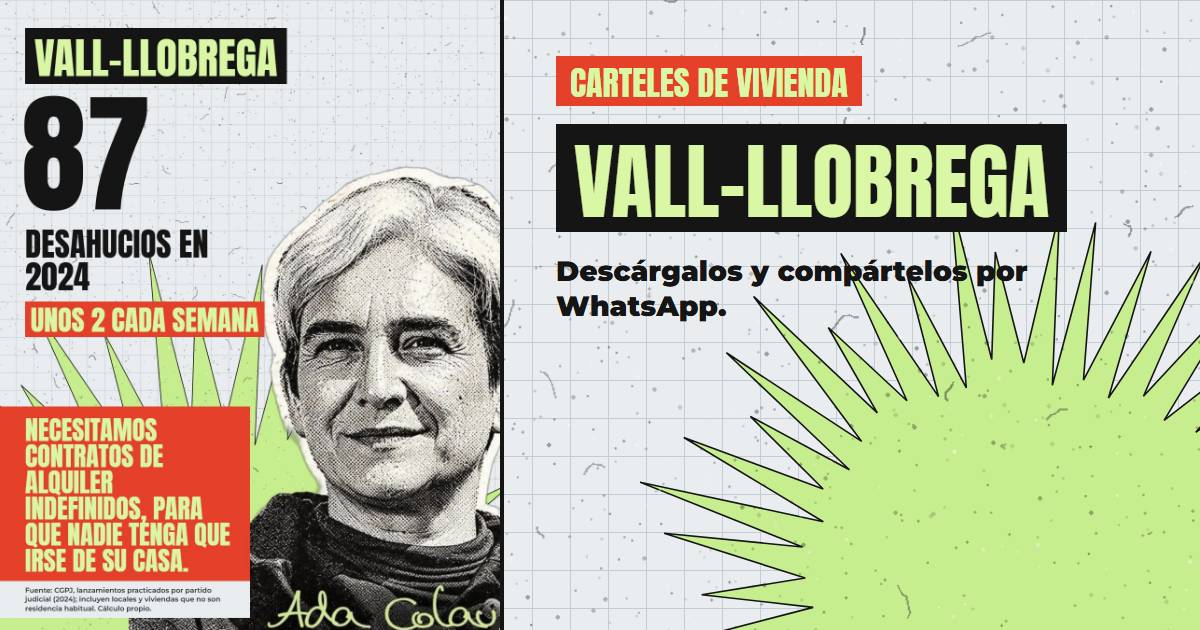 VALL-LLOBREGA
87
DESAHUCIOS EN
2024
UNOS 2 CADA SEMANA
NECESITAMOS
CONTRATOS DE
ALQUILER
INDEFINIDOS, PARA
QUE NADIE TENGA QUE
IRSE DE SU CASA.
Fuente: CGPJ, lanzamientos practicados por partido
judicial (2024); incluyen locales y viviendas que no son
residencia habitual. Cálculo propio.
Ada Colau
CARTELES DE VIVIENDA
VALL-LLOBREGA
Descárgalos y compártelos por
WhatsApp.